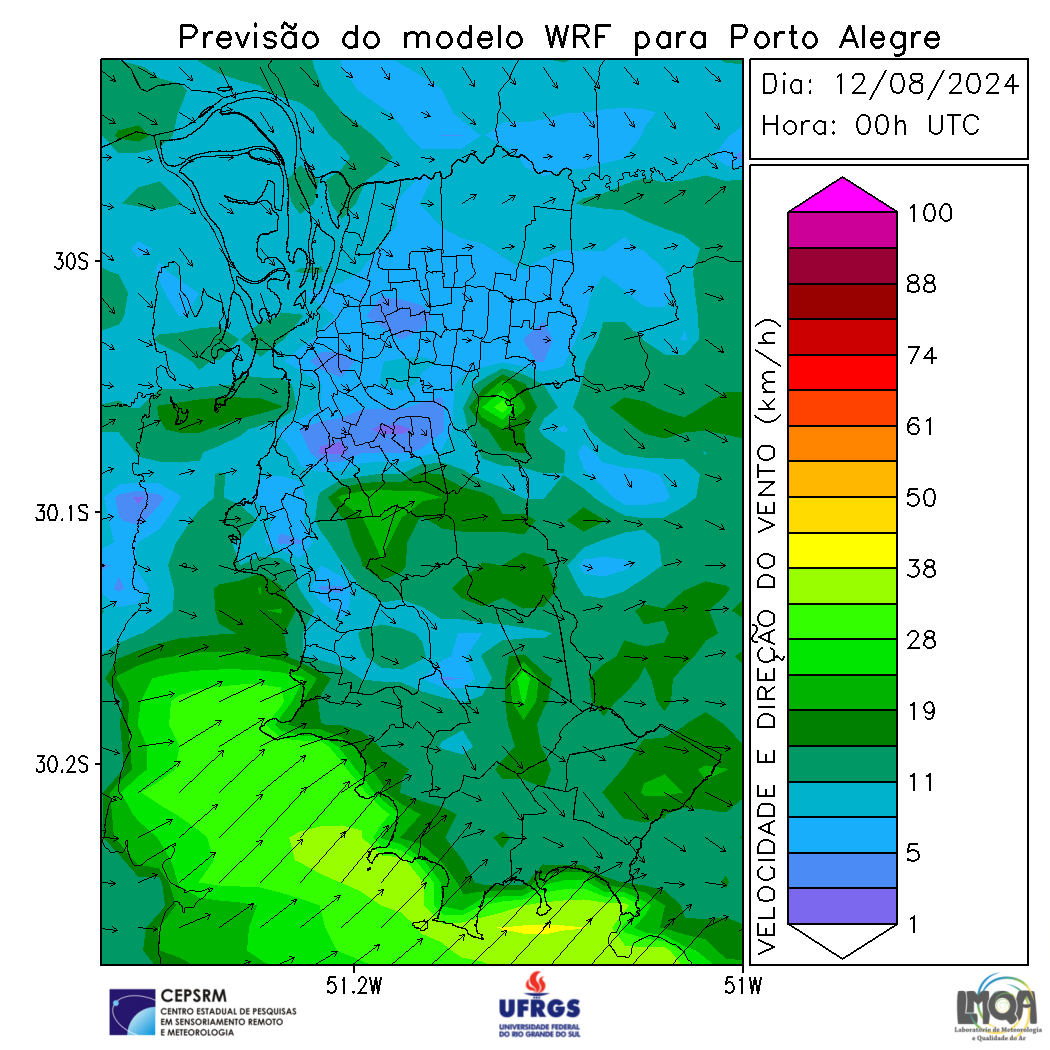 Previsão do modelo WRF para Porto Alegre
Dia: 12/08/2024
Hora: 00h UTC
30S
30.1S
30.2S
51.2W
51W
VELOCIDADE E DIREÇÃO DO VENTO (km/h)
100
88
74
61
50
38
28
19
11
5
1
CEPSRM
CENTRO ESTADUAL DE PESQUISAS
EM SENSORIAMENTO REMOTO
E METEOROLOGIA
UFRGS
UNIVERSIDADE FEDERAL
DO RIO GRANDE DO SUL
LMQA
Laboratório de Meteorologia
e Qualidade do Ar